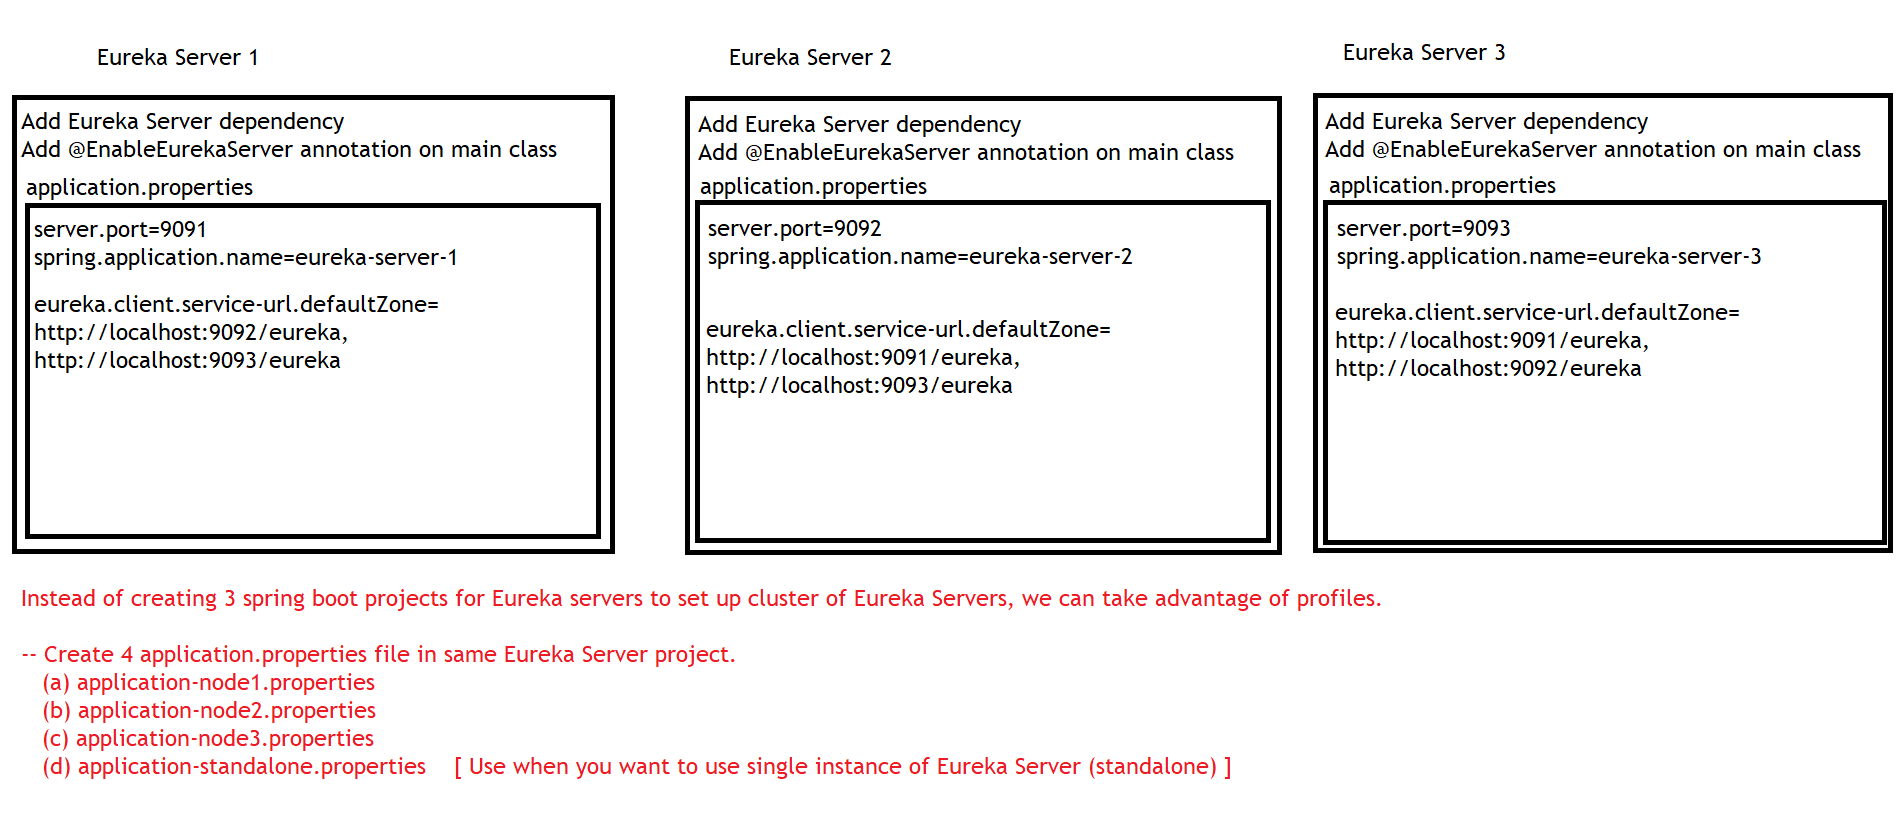 Eureka Server 1
Add Eureka Server dependency
Add @EnableEurekaServer annotation on main class
application.properties
server.port=9091
spring.application.name=eureka-server-1
eureka.client.service-url.defaultZone=
http://localhost:9092/eureka,
http://localhost:9093/eureka
Eureka Server 2
Add Eureka Server dependency
Add @EnableEurekaServer annotation on main class
application.properties
server.port=9092
spring.application.name=eureka-server-2
eureka.client.service-url.defaultZone=
http://localhost:9091/eureka,
http://localhost:9093/eureka
Eureka Server 3
Add Eureka Server dependency
Add @EnableEurekaServer annotation on main class
application.properties
server.port=9093
spring.application.name=eureka-server-3
eureka.client.service-url.defaultZone=
http://localhost:9091/eureka,
http://localhost:9092/eureka
Instead of creating 3 spring boot projects for Eureka servers to set up cluster of Eureka Servers, we can take advantage of profiles.
-- Create 4 application.properties file in same Eureka Server project.
(a) application-node1.properties
(b) application-node2.properties
(c) application-node3.properties
(d) application-standalone.properties [ Use when you want to use single instance of Eureka Server (standalone) ]